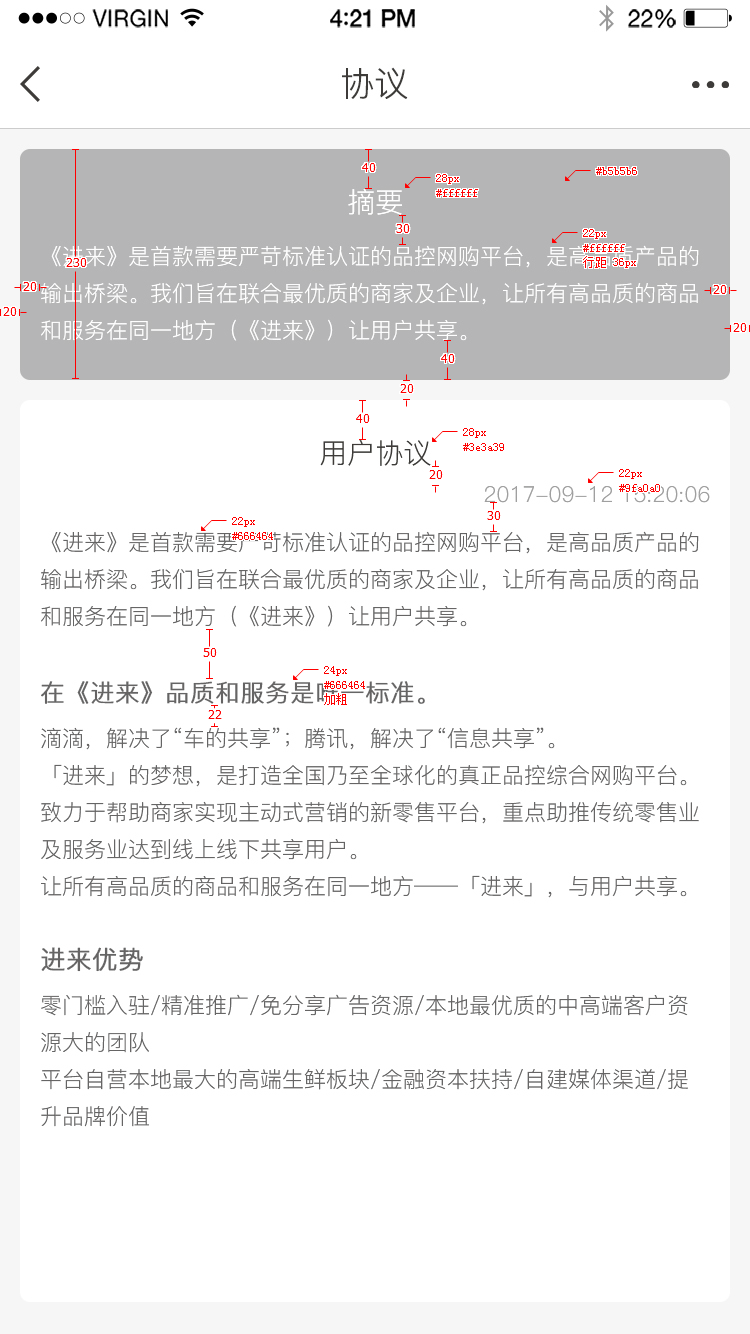 VIRGIN 4:21 PM 22%
协议
40
28px
#ffffff
#b5b5b6
摘要
30
22px
#ffffff
行距 36px
230
《进来》是首款需要严苛标准认证的品控网购平台，是高品质产品的
20
输出桥梁。我们旨在联合最优质的商家及企业，让所有高品质的商品
20
20
和服务在同一地方（《进来》）让用户共享。
20
40
20
40
28px
#3e3a39
用户协议
20
22px
#9fa0a0
2017-09-12 13:20:06
30
22px
#666464
《进来》是首款需要严苛标准认证的品控网购平台，是高品质产品的
输出桥梁。我们旨在联合最优质的商家及企业，让所有高品质的商品
和服务在同一地方（《进来》）让用户共享。
50
24px
#666464
加粗
在《进来》品质和服务是唯一标准。
22
滴滴，解决了“车的共享”；腾讯，解决了“信息共享”。
「进来」的梦想，是打造全国乃至全球化的真正品控综合网购平台。
致力于帮助商家实现主动式营销的新零售平台，重点助推传统零售业
及服务业达到线上线下共享用户。
让所有高品质的商品和服务在同一地方——「进来」，与用户共享。
进来优势
零门槛入驻/精准推广/免分享广告资源/本地最优质的中高端客户资
源大的团队
平台自营本地最大的高端生鲜板块/金融资本扶持/自建媒体渠道/提
升品牌价值